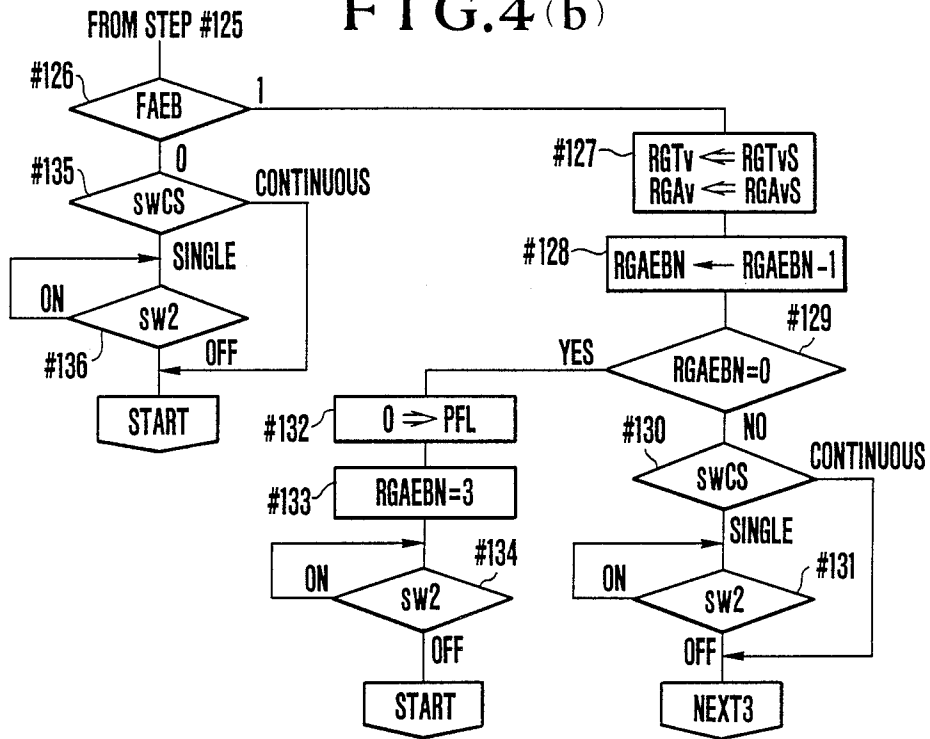 FIG.4(b)
FROM STEP #125
#126
FAEB
1
0
#135
swCS
CONTINUOUS
SINGLE
ON
sw2
#136
OFF
START
#127
RGTv ⇐ RGTvS
RGAv ⇐ RGAvS
#128
RGAEBN ← RGAEBN-1
#129
YES
RGAEBN=0
NO
#132
0 ⇒ PFL
#133
RGAEBN=3
#134
ON
sw2
OFF
START
#130
swCS
CONTINUOUS
SINGLE
ON
sw2
#131
OFF
NEXT3